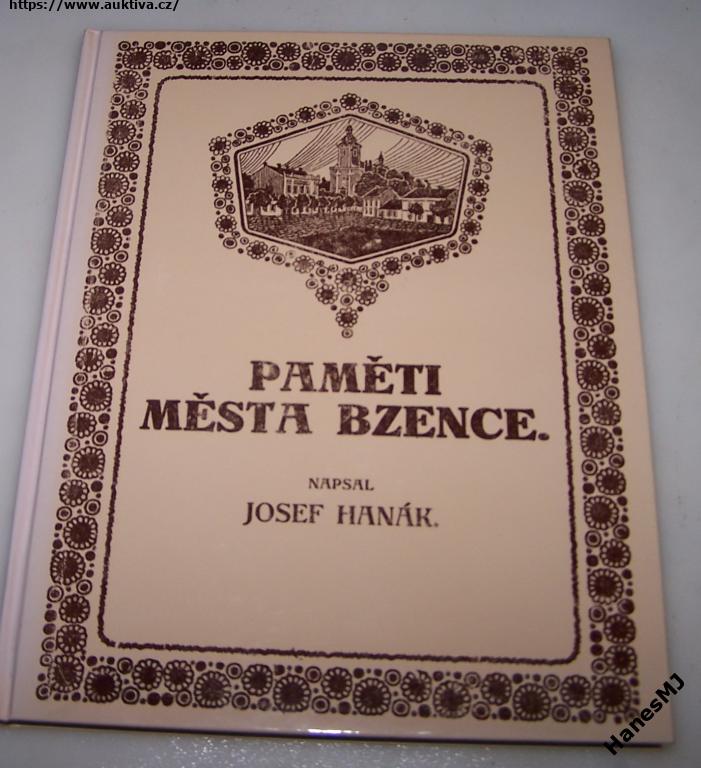 https://www.auktiva.cz/
PAMĚTI
MĚSTA BZENCE.
NAPSAL
JOSEF HANÁK.
HanesMJ